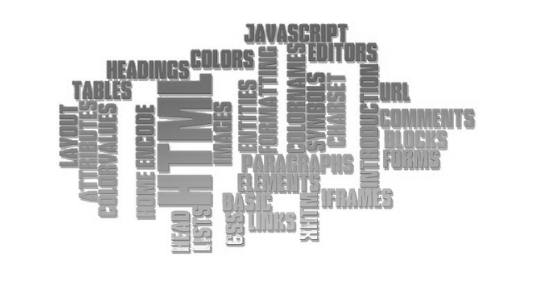 JAVASCRIPT
COLORS
EDITORS
HEADINGS
TABLES
HTML
ENTITIES
FORMATTING
COLORNAMES
SYMBOLS
CHARSET
INTRODUCTION
URL
LAYOUT
ATTRIBUTES
COLORVALUES
HOME ENCODE
IMAGES
COMMENTS
BLOCKS
FORMS
PARAGRAPHS
ELEMENTS
BASIC
IFRAMES
HEAD
LISTS
CSS
LINKS
XHTML